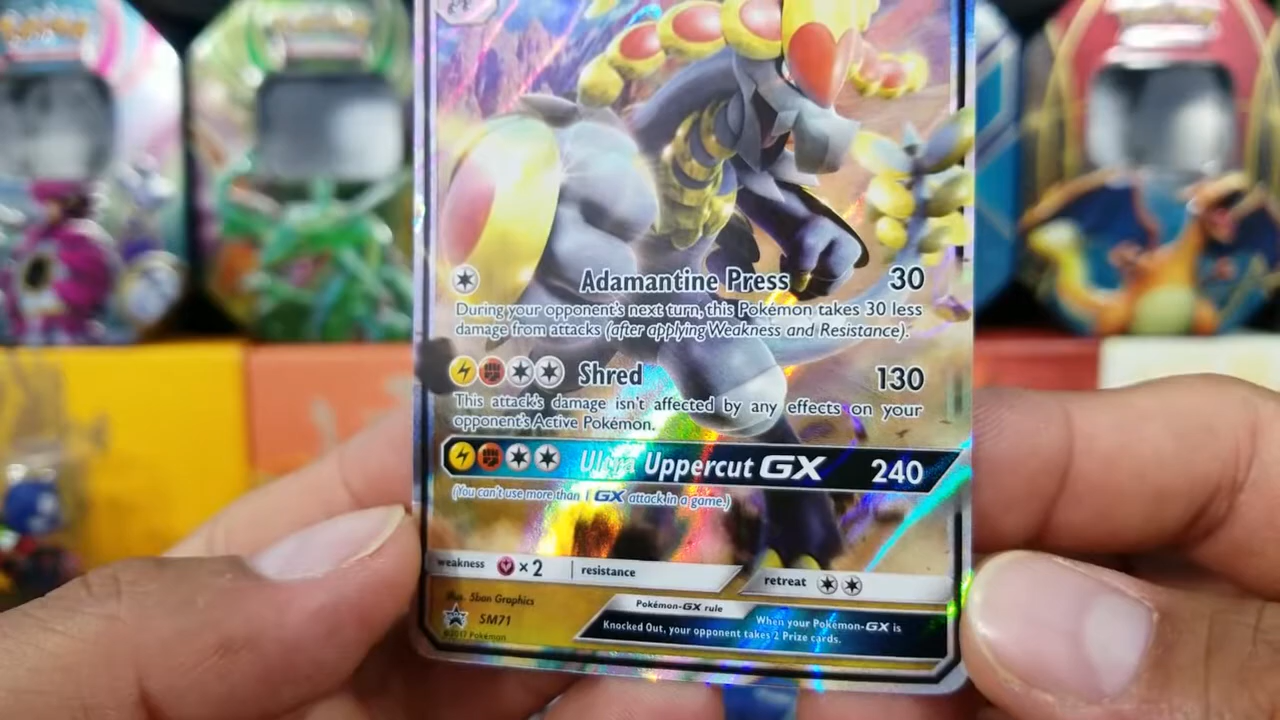 Adamantine Press 30
During your opponent's next turn, this Pokémon takes 30 less
damage from attacks (after applying Weakness and Resistance).
Shred 130
This attack's damage isn't affected by any effects on your
opponent's Active Pokémon.
Ultra Uppercut GX 240
(You can't use more than 1 GX attack in a game.)
weakness ×2 resistance
retreat
illus. 5ban Graphics
Pokémon-GX rule
SM71
When your Pokémon-GX is
Knocked Out, your opponent takes 2 Prize cards.
©2017 Pokémon